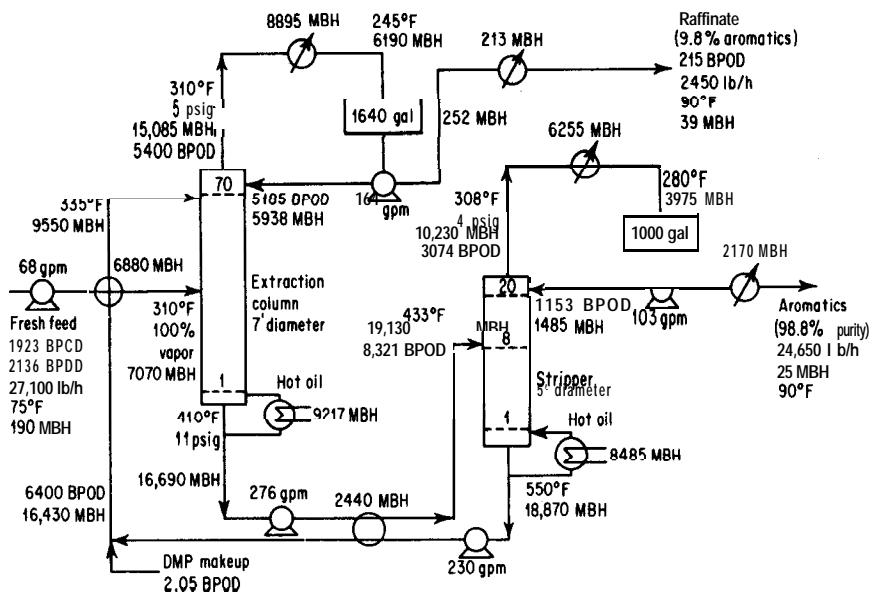 8895 MBH
245°F
6190 MBH
213 MBH
Raffinate
(9.8% aromatics)
215 BPOD
2450 lb/h
90°F
39 MBH
310°F
5 psig
15,085 MBH
5400 BPOD
1640 gal
252 MBH
6255 MBH
280°F
3975 MBH
70
5185 BPOD
5938 MBH
gpm
308°F
4 psig
10,230 MBH
3074 BPOD
1000 gal
2170 MBH
335°F
9550 MBH
68 gpm
6880 MBH
Extraction
column
7' diameter
310°F
100%
vapor
7070 MBH
Fresh feed
1923 BPCD
2136 BPDD
27,100 lb/h
75°F
190 MBH
433°F
19,130 MBH
8,321 BPOD
20
8
1153 BPOD
1485 MBH
103 gpm
Aromatics
(98.8% purity)
24,650 l b/h
25 MBH
90°F
Stripper
5' diameter
1
Hot oil
9217 MBH
410°F
11 psig
1
Hot oil
8485 MBH
550°F
18,870 MBH
16,690 MBH
276 gpm
2440 MBH
6400 BPOD
16,430 MBH
230 gpm
DMP makeup
2.05 BPOD